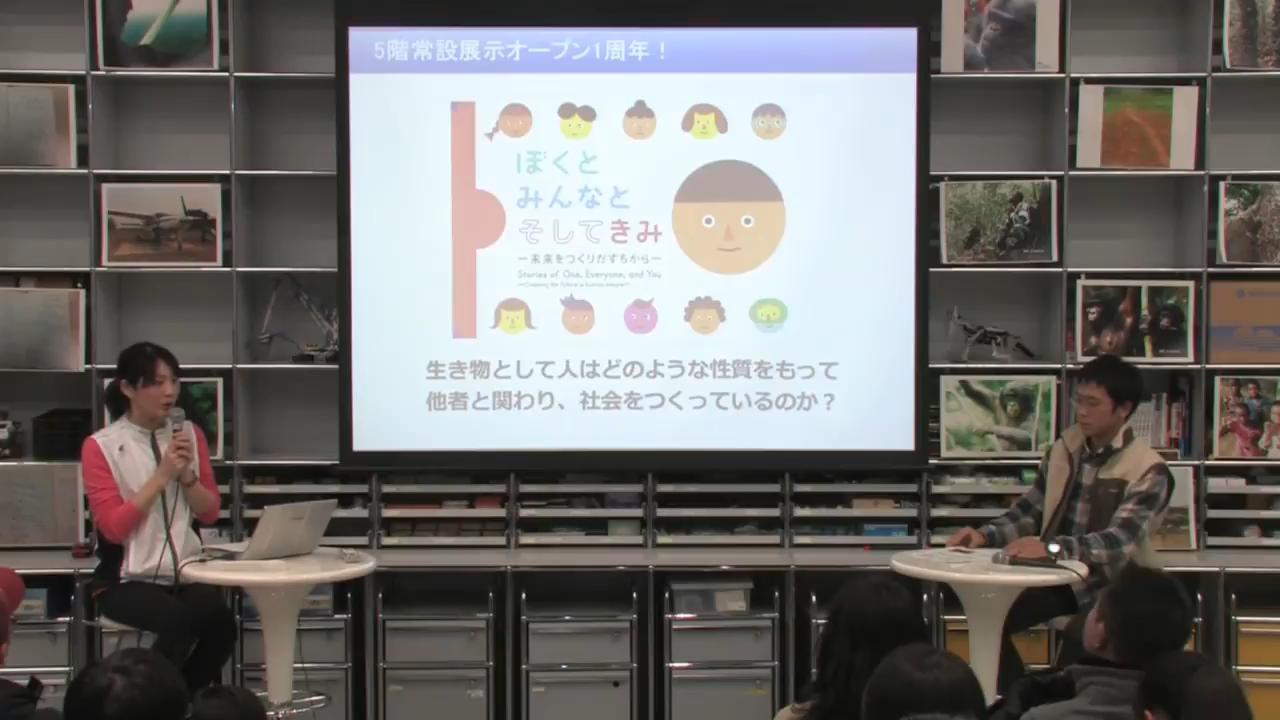 5階常設展示オープン1周年！
ぼくと
みんなと
そしてきみ
ー未来をつくりだすちからー
Stories of One, Everyone, and You
生き物として人はどのような性質をもって
他者と関わり、社会をつくっているのか？